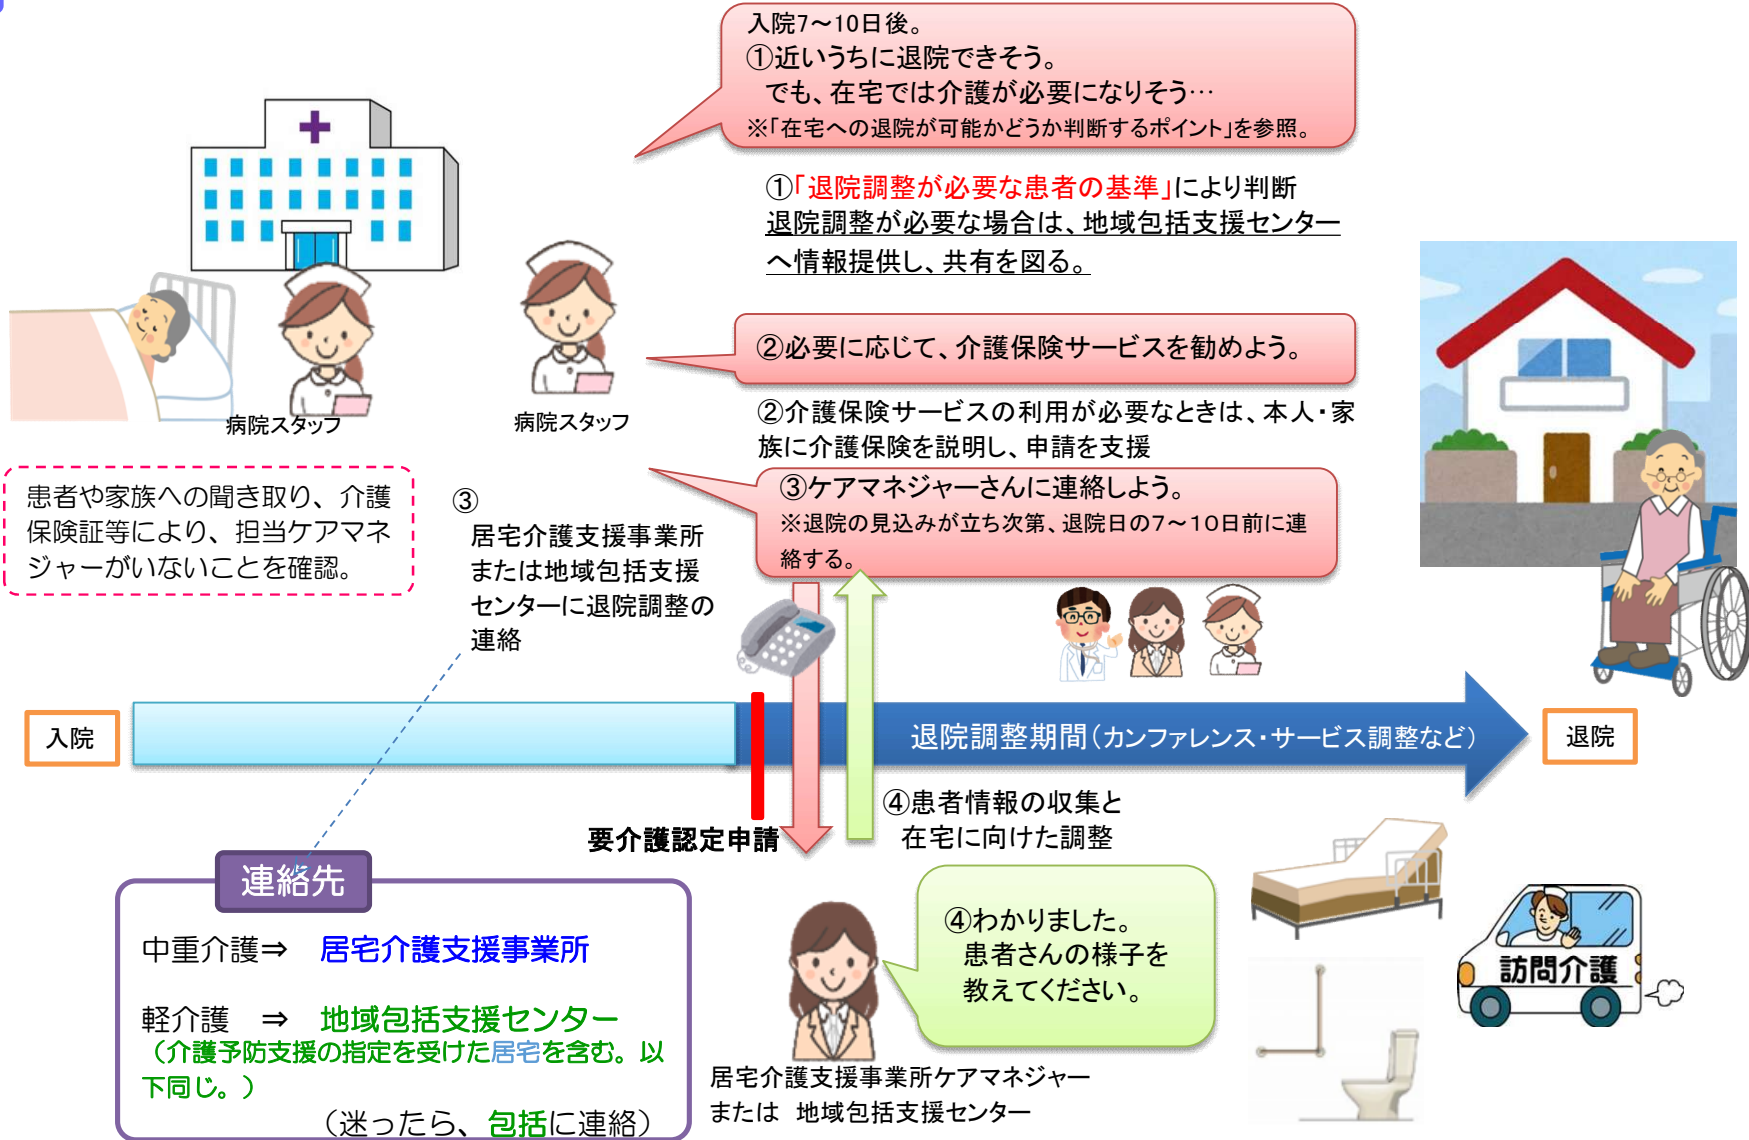 入院7～10日後。
①近いうちに退院できそう。
でも、在宅では介護が必要になりそう…
※「在宅への退院が可能かどうか判断するポイント」を参照。
①「退院調整が必要な患者の基準」により判断
退院調整が必要な場合は、地域包括支援センター
へ情報提供し、共有を図る。
②必要に応じて、介護保険サービスを勧めよう。
病院スタッフ
病院スタッフ
②介護保険サービスの利用が必要なときは、本人・家
族に介護保険を説明し、申請を支援
患者や家族への聞き取り、介護
保険証等により、担当ケアマネ
ジャーがいないことを確認。
③
居宅介護支援事業所
または地域包括支援
センターに退院調整の
連絡
③ケアマネジャーさんに連絡しよう。
※退院の見込みが立ち次第、退院日の7～10日前に連
絡する。
入院
退院調整期間（カンファレンス・サービス調整など）
退院
要介護認定申請
④患者情報の収集と
在宅に向けた調整
連絡先
中重介護⇒ 居宅介護支援事業所
軽介護 ⇒ 地域包括支援センター
（介護予防支援の指定を受けた居宅を含む。以
下同じ。）
（迷ったら、包括に連絡）
④わかりました。
患者さんの様子を
教えてください。
居宅介護支援事業所ケアマネジャー
または 地域包括支援センター
訪問介護